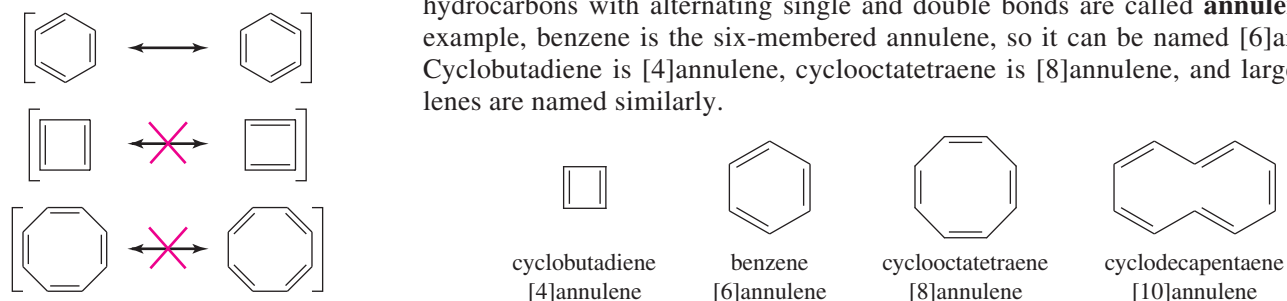 hydrocarbons with alternating single and double bonds are called annule
example, benzene is the six-membered annulene, so it can be named [6]a
Cyclobutadiene is [4]annulene, cyclooctatetraene is [8]annulene, and larg
lenes are named similarly.
cyclobutadiene benzene cyclooctatetraene cyclodecapentaene
[4]annulene [6]annulene [8]annulene [10]annulene